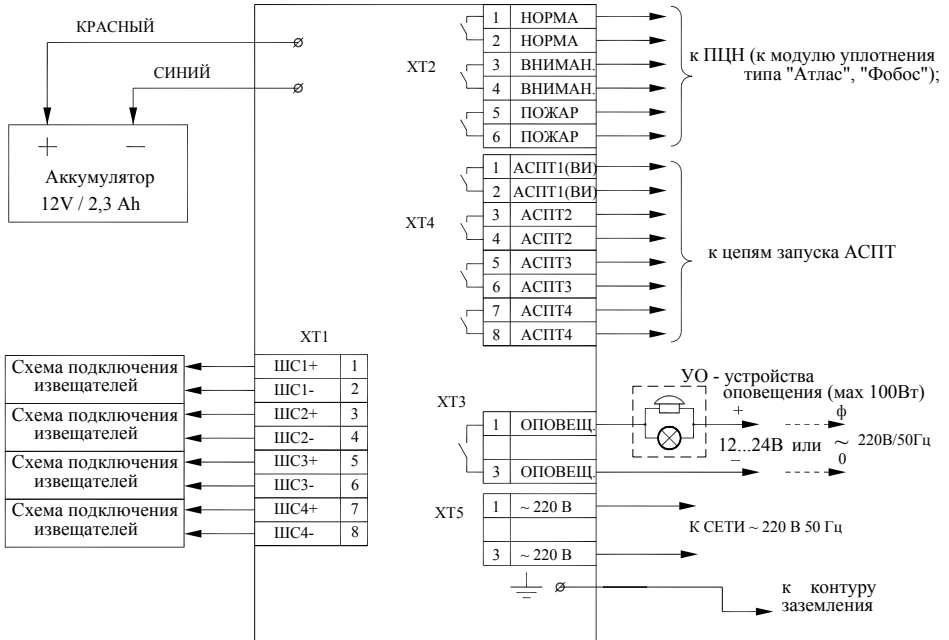 КРАСНЫЙ
СИНИЙ
+ −
Аккумулятор
12V / 2,3 Ah
XT2
1 НОРМА
2 НОРМА
3 ВНИМАН.
4 ВНИМАН.
5 ПОЖАР
6 ПОЖАР
к ПЦН (к модулю уплотнения
типа "Атлас", "Фобос");
XT4
1 АСПТ1(ВИ)
2 АСПТ1(ВИ)
3 АСПТ2
4 АСПТ2
5 АСПТ3
6 АСПТ3
7 АСПТ4
8 АСПТ4
к цепям запуска АСПТ
XT1
Схема подключения
извещателей
ШС1+ 1
ШС1- 2
Схема подключения
извещателей
ШС2+ 3
ШС2- 4
Схема подключения
извещателей
ШС3+ 5
ШС3- 6
Схема подключения
извещателей
ШС4+ 7
ШС4- 8
XT3
1 ОПОВЕЩ.
3 ОПОВЕЩ.
УО - устройства
оповещения (мах 100Вт)
+ ф
12...24В или ~ 220В/50Гц
− 0
XT5
1 ~ 220 В
3 ~ 220 В
К СЕТИ ~ 220 В 50 Гц
к контуру
заземления